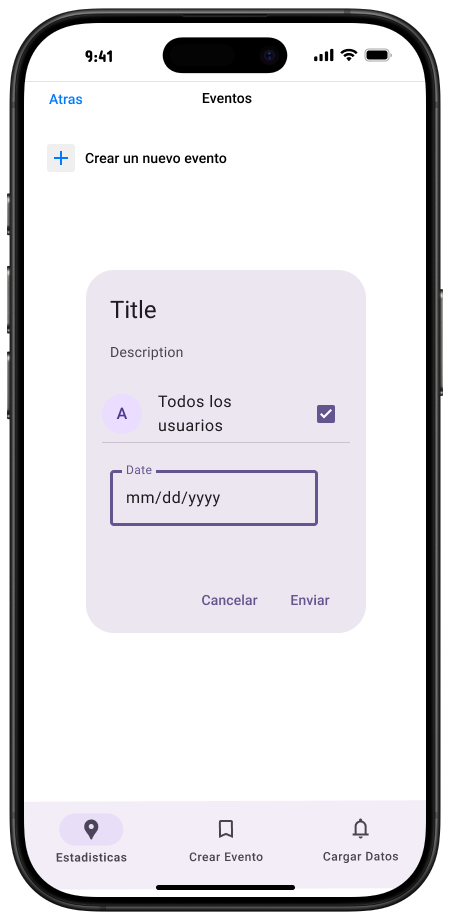 9:41
Atras
Eventos
Crear un nuevo evento
Title
Description
A
Todos los
usuarios
Date
mm/dd/yyyy
Cancelar
Enviar
Estadisticas
Crear Evento
Cargar Datos